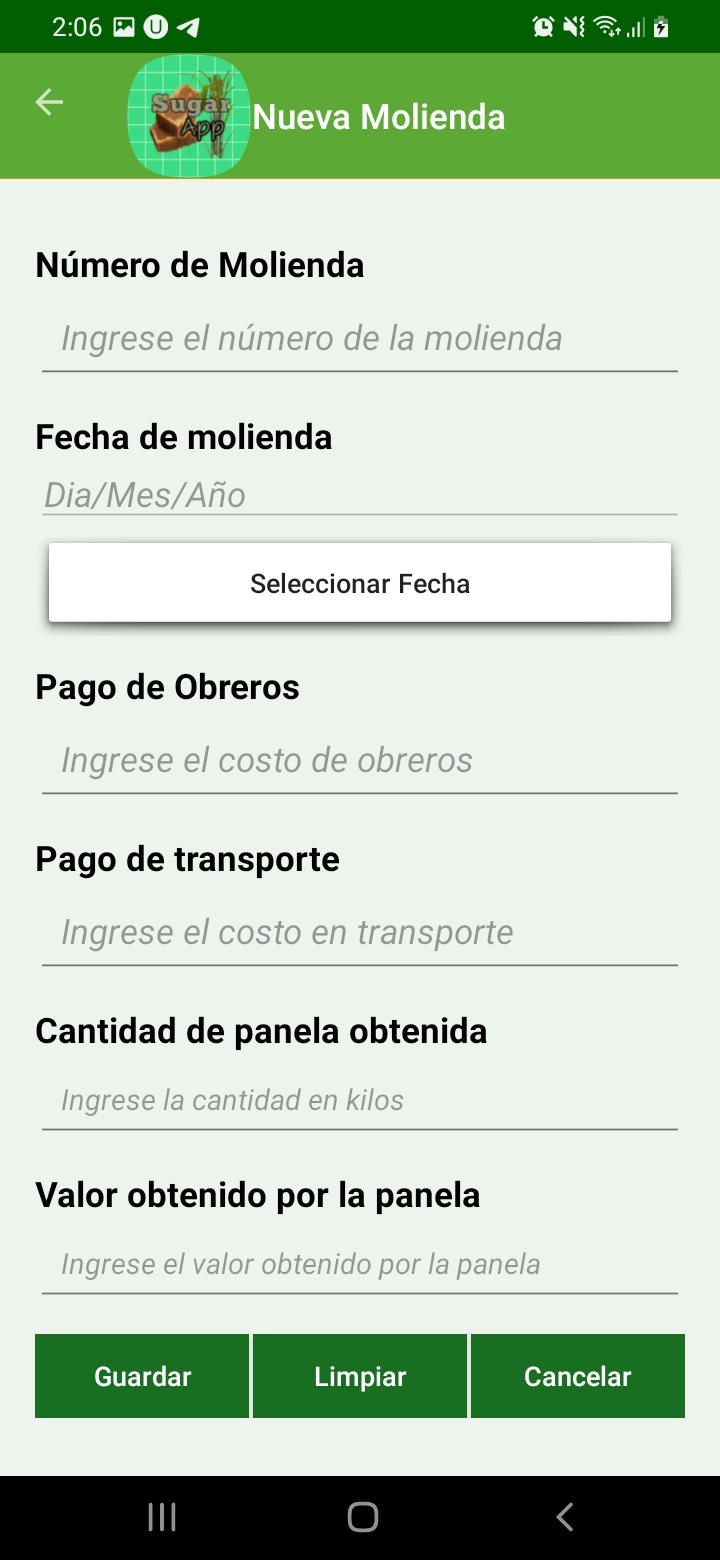 2:06
Sugar
App
Nueva Molienda
Número de Molienda
Ingrese el número de la molienda
Fecha de molienda
Dia/Mes/Año
Seleccionar Fecha
Pago de Obreros
Ingrese el costo de obreros
Pago de transporte
Ingrese el costo en transporte
Cantidad de panela obtenida
Ingrese la cantidad en kilos
Valor obtenido por la panela
Ingrese el valor obtenido por la panela
Guardar Limpiar Cancelar